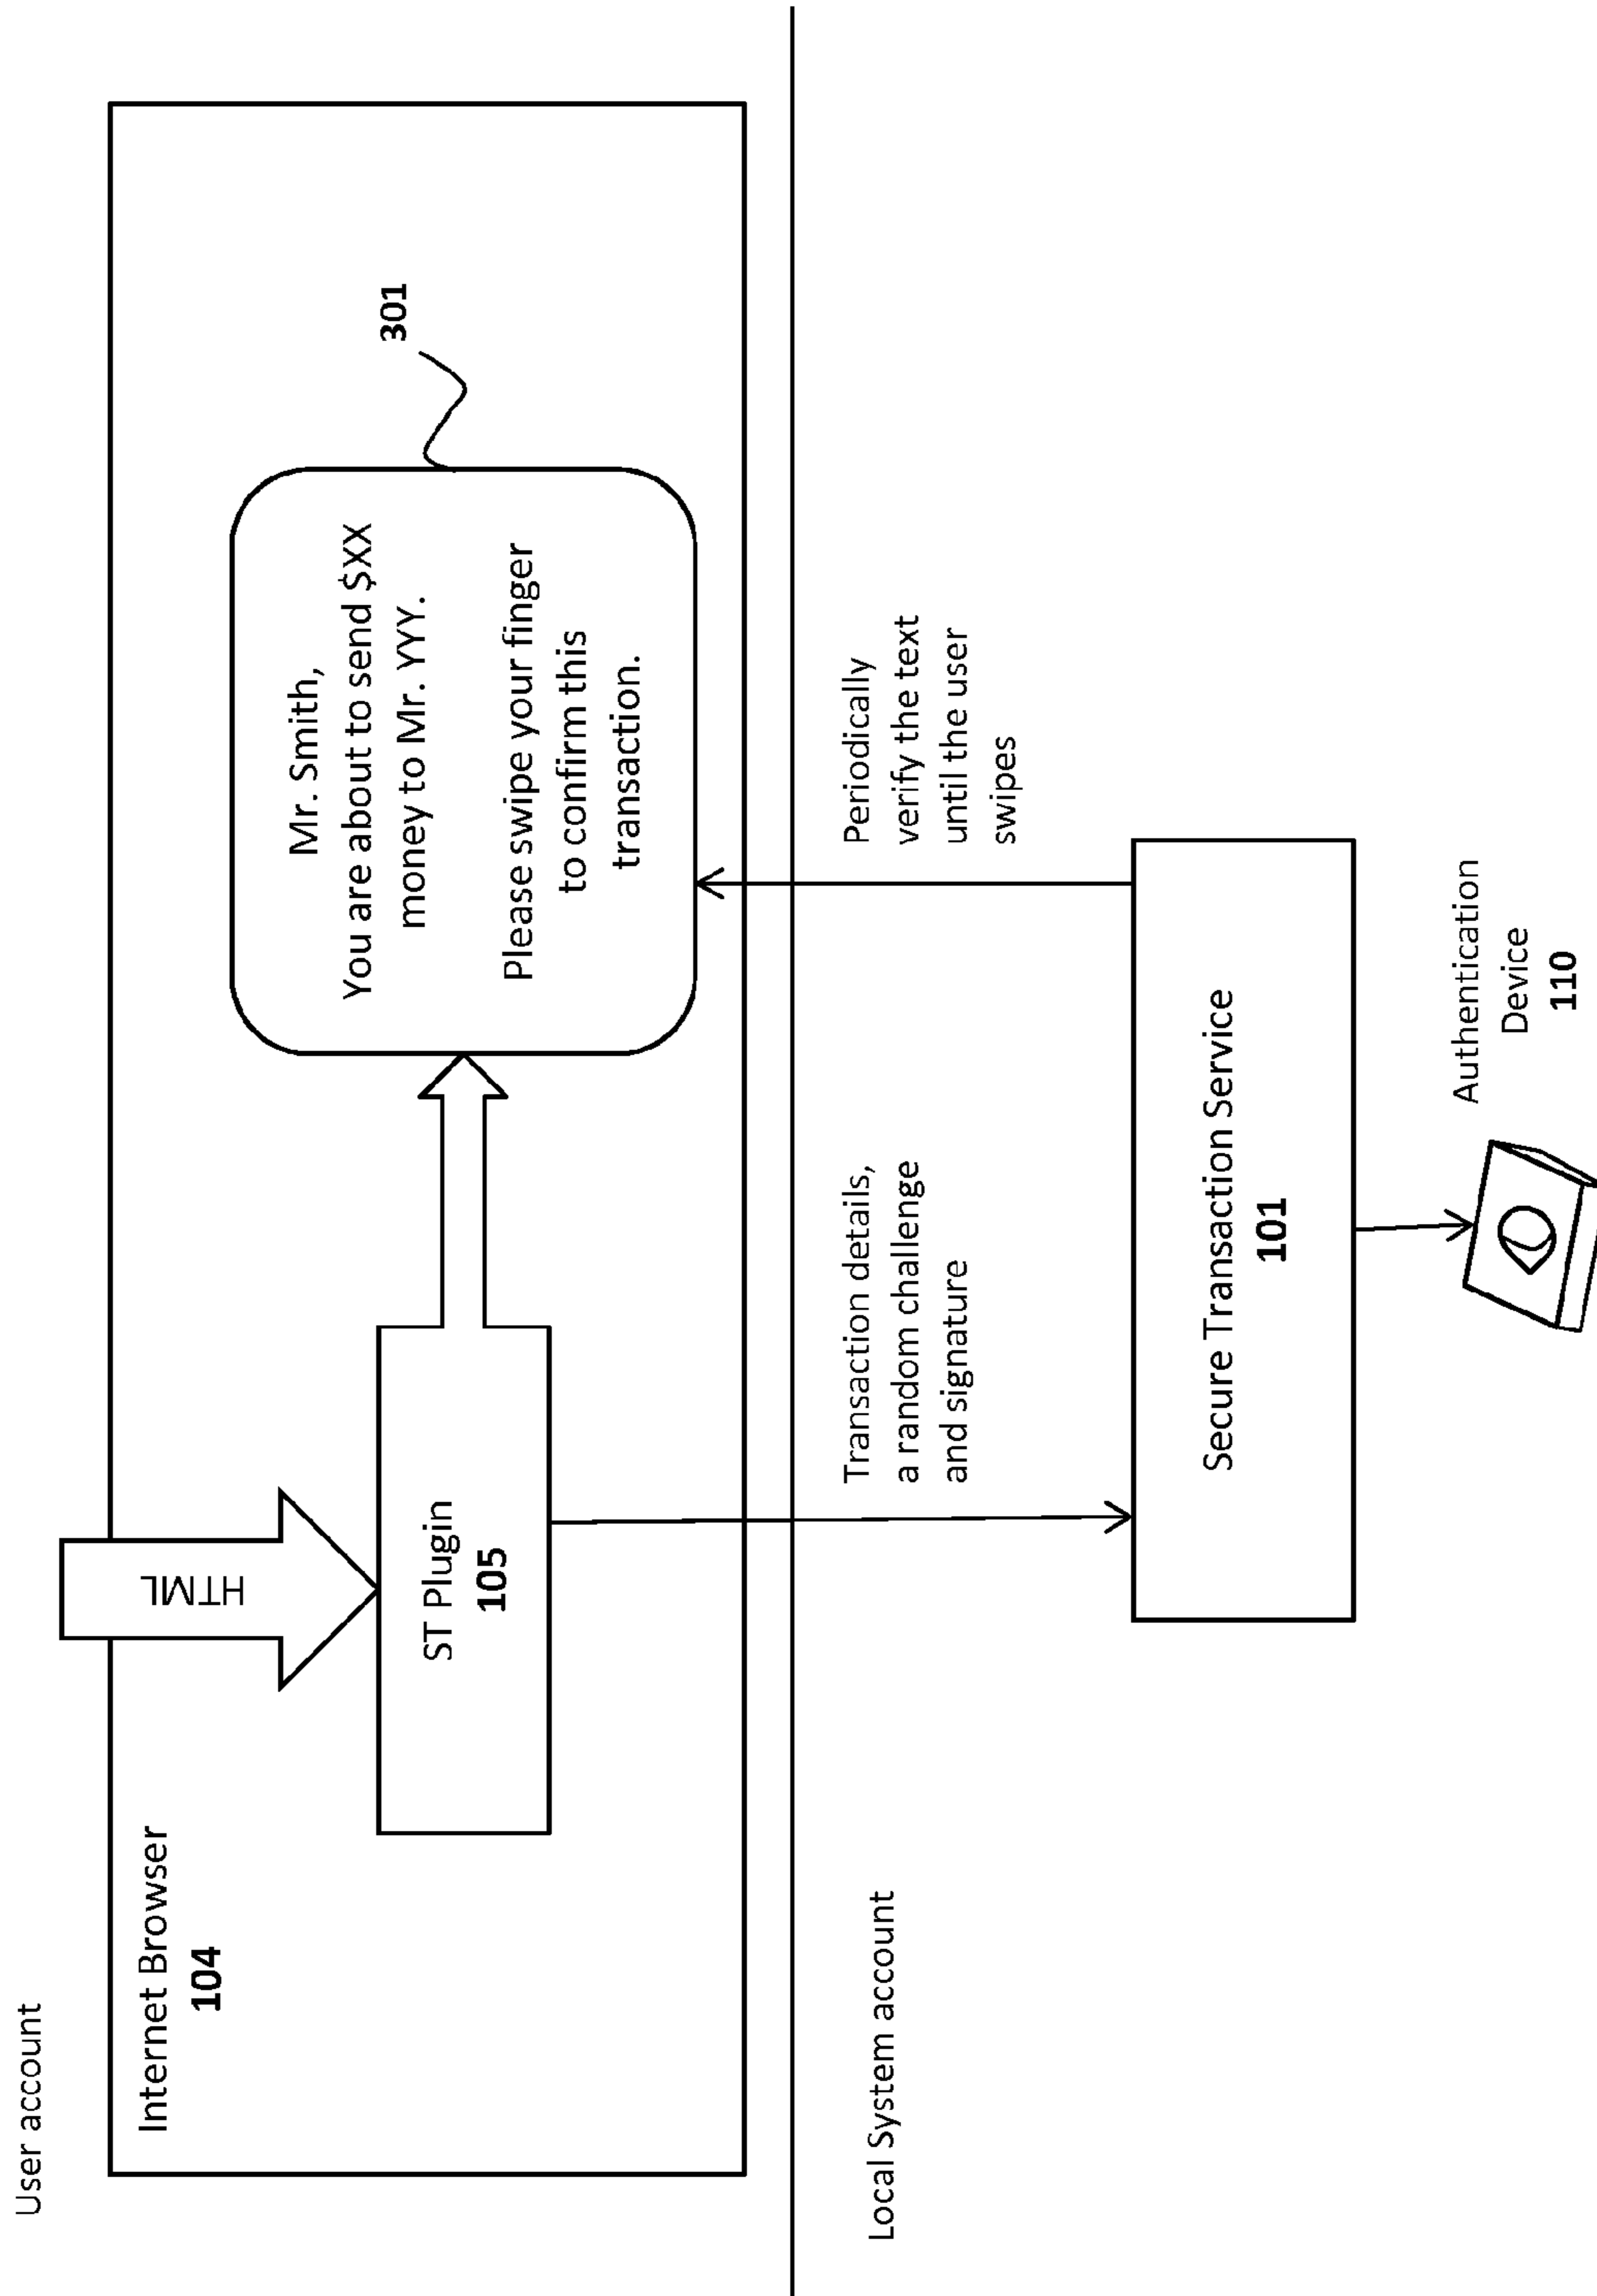 User account
Internet Browser
104
HTML
ST Plugin
105
Mr. Smith,
You are about to send $XX
money to Mr. YYY.
Please swipe your finger
to confirm this
transaction.
301
Local System account
Transaction details,
a random challenge
and signature
Periodically
verify the text
until the user
swipes
Secure Transaction Service
101
Authentication
Device
110